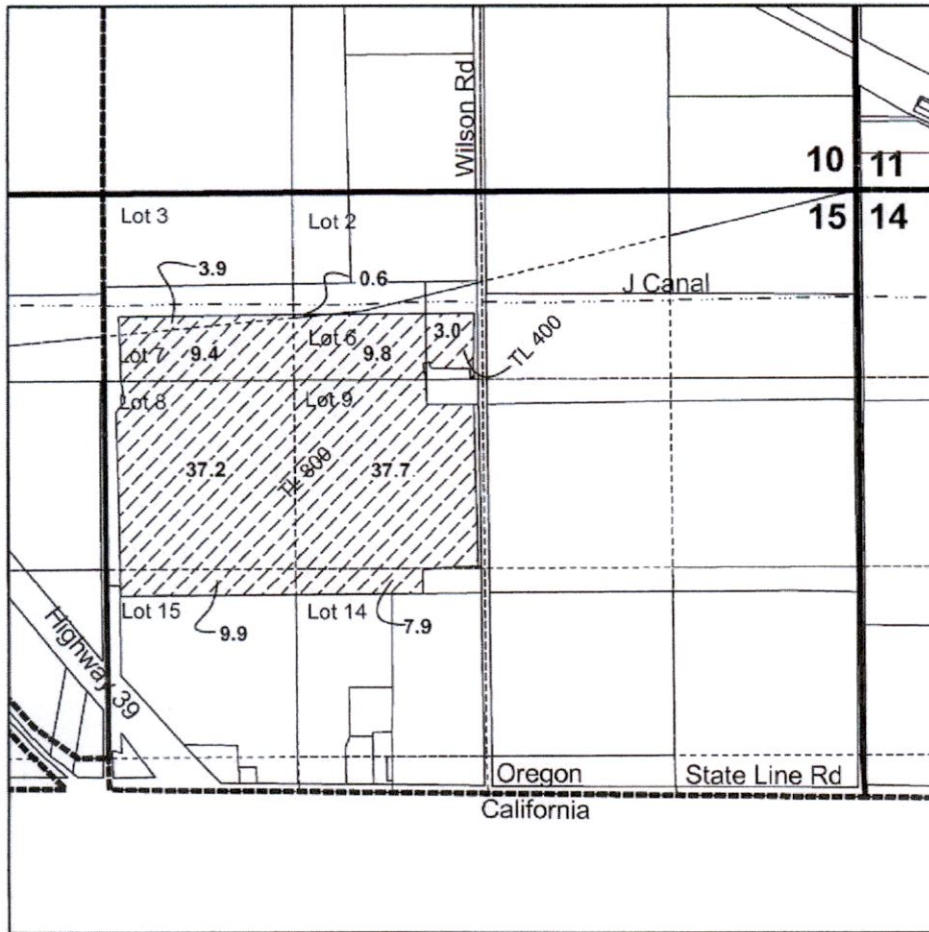 Wilson Rd
10 11
15 14
Lot 3
Lot 2
3.9
0.6
J Canal
Lot 6
3.0
TL 400
Lot 7
9.4
9.8
Lot 8
Lot 9
37.2
TL 800
37.7
Lot 15
Lot 14
9.9
7.9
Highway 39
Oregon
State Line Rd
California